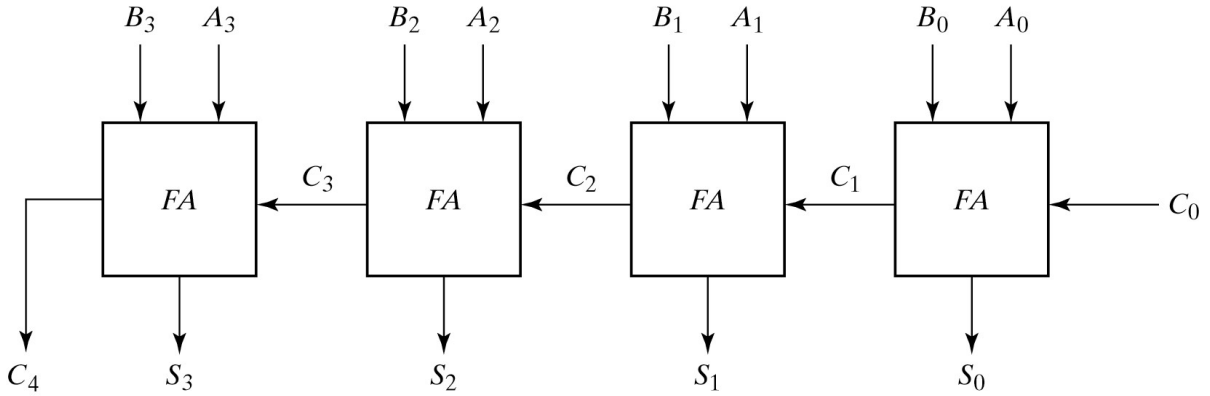 B₃ A₃ B₂ A₂ B₁ A₁ B₀ A₀
FA C₃ FA C₂ FA C₁ FA C₀
C₄ S₃ S₂ S₁ S₀